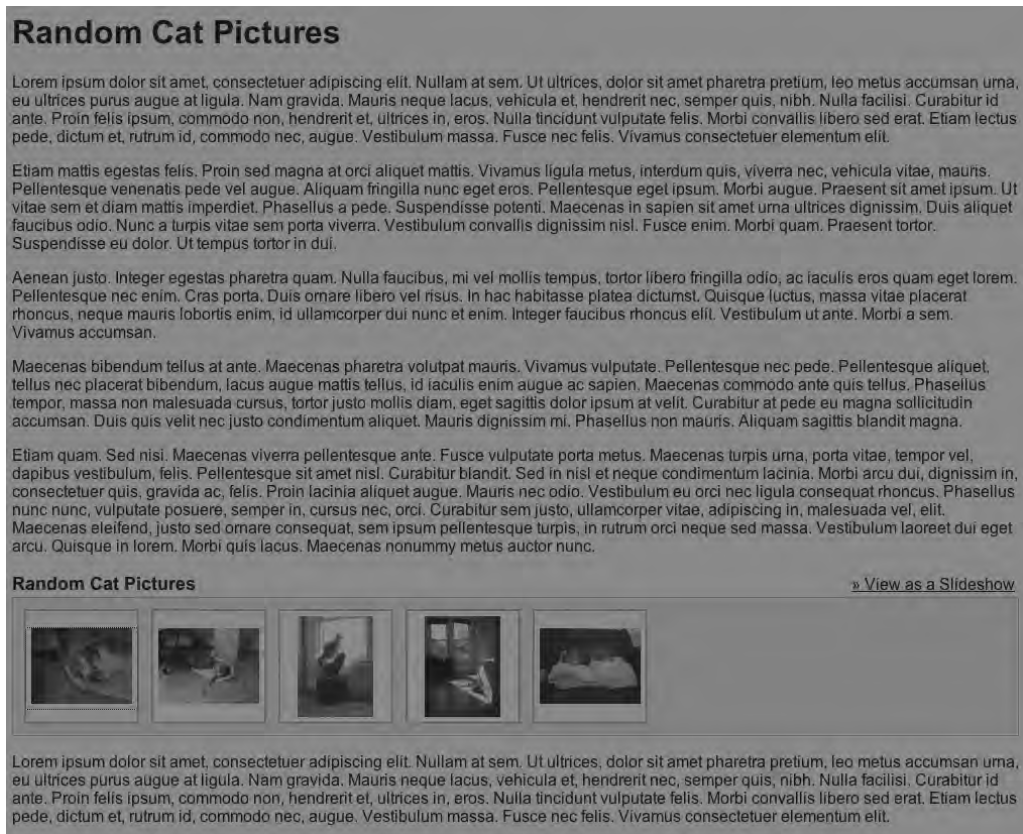 Random Cat Pictures
Lorem ipsum dolor sit amet, consectetuer adipiscing elit. Nullam at sem. Ut ultrices, dolor sit amet pharetra pretium, leo metus accumsan urna,
eu ultrices purus augue at ligula. Nam gravida. Mauris neque lacus, vehicula et, hendrerit nec, semper quis, nibh. Nulla facilisi. Curabitur id
ante. Proin felis ipsum, commodo non, hendrerit et, ultrices in, eros. Nulla tincidunt vulputate felis. Morbi convallis libero sed erat. Etiam lectus
pede, dictum et, rutrum id, commodo nec, augue. Vestibulum massa. Fusce nec felis. Vivamus consectetuer elementum elit.
Etiam mattis egestas felis. Proin sed magna at orci aliquet mattis. Vivamus ligula metus, interdum quis, viverra nec, vehicula vitae, mauris.
Pellentesque venenatis pede vel augue. Aliquam fringilla nunc eget eros. Pellentesque eget ipsum. Morbi augue. Praesent sit amet ipsum. Ut
vitae sem et diam mattis imperdiet. Phasellus a pede. Suspendisse potenti. Maecenas in sapien sit amet urna ultrices dignissim. Duis aliquet
faucibus odio. Nunc a turpis vitae sem porta viverra. Vestibulum convallis dignissim nisl. Fusce enim. Morbi quam. Praesent tortor.
Suspendisse eu dolor. Ut tempus tortor in dui.
Aenean justo. Integer egestas pharetra quam. Nulla faucibus, mi vel mollis tempus, tortor libero fringilla odio, ac iaculis eros quam eget lorem.
Pellentesque nec enim. Cras porta. Duis ornare libero vel risus. In hac habitasse platea dictumst. Quisque luctus, massa vitae placerat
rhoncus, neque mauris lobortis enim, id ullamcorper dui nunc et enim. Integer faucibus rhoncus elit. Vestibulum ut ante. Morbi a sem.
Vivamus accumsan.
Maecenas bibendum tellus at ante. Maecenas pharetra volutpat mauris. Vivamus vulputate. Pellentesque nec pede. Pellentesque aliquet,
tellus nec placerat bibendum, lacus augue mattis tellus, id iaculis enim augue ac sapien. Maecenas commodo ante quis tellus. Phasellus
tempor, massa non malesuada cursus, tortor justo mollis diam, eget sagittis dolor ipsum at velit. Curabitur at pede eu magna sollicitudin
accumsan. Duis quis velit nec justo condimentum aliquet. Mauris dignissim mi. Phasellus non mauris. Aliquam sagittis blandit magna.
Etiam quam. Sed nisi. Maecenas viverra pellentesque ante. Fusce vulputate porta metus. Maecenas turpis urna, porta vitae, tempor vel,
dapibus vestibulum, felis. Pellentesque sit amet nisl. Curabitur blandit. Sed in nisl et neque condimentum lacinia. Morbi arcu dui, dignissim in,
consectetuer quis, gravida ac, felis. Proin lacinia aliquet augue. Mauris nec odio. Vestibulum eu orci nec ligula consequat rhoncus. Phasellus
nunc nunc, vulputate posuere, semper in, cursus nec, orci. Curabitur sem justo, ullamcorper vitae, adipiscing in, malesuada vel, elit.
Maecenas eleifend, justo sed ornare consequat, sem ipsum pellentesque turpis, in rutrum orci neque sed massa. Vestibulum laoreet dui eget
arcu. Quisque in lorem. Morbi quis lacus. Maecenas nonummy metus auctor nunc.
Random Cat Pictures
» View as a Slideshow
Lorem ipsum dolor sit amet, consectetuer adipiscing elit. Nullam at sem. Ut ultrices, dolor sit amet pharetra pretium, leo metus accumsan urna,
eu ultrices purus augue at ligula. Nam gravida. Mauris neque lacus, vehicula et, hendrerit nec, semper quis, nibh. Nulla facilisi. Curabitur id
ante. Proin felis ipsum, commodo non, hendrerit et, ultrices in, eros. Nulla tincidunt vulputate felis. Morbi convallis libero sed erat. Etiam lectus
pede, dictum et, rutrum id, commodo nec, augue. Vestibulum massa. Fusce nec felis. Vivamus consectetuer elementum elit.